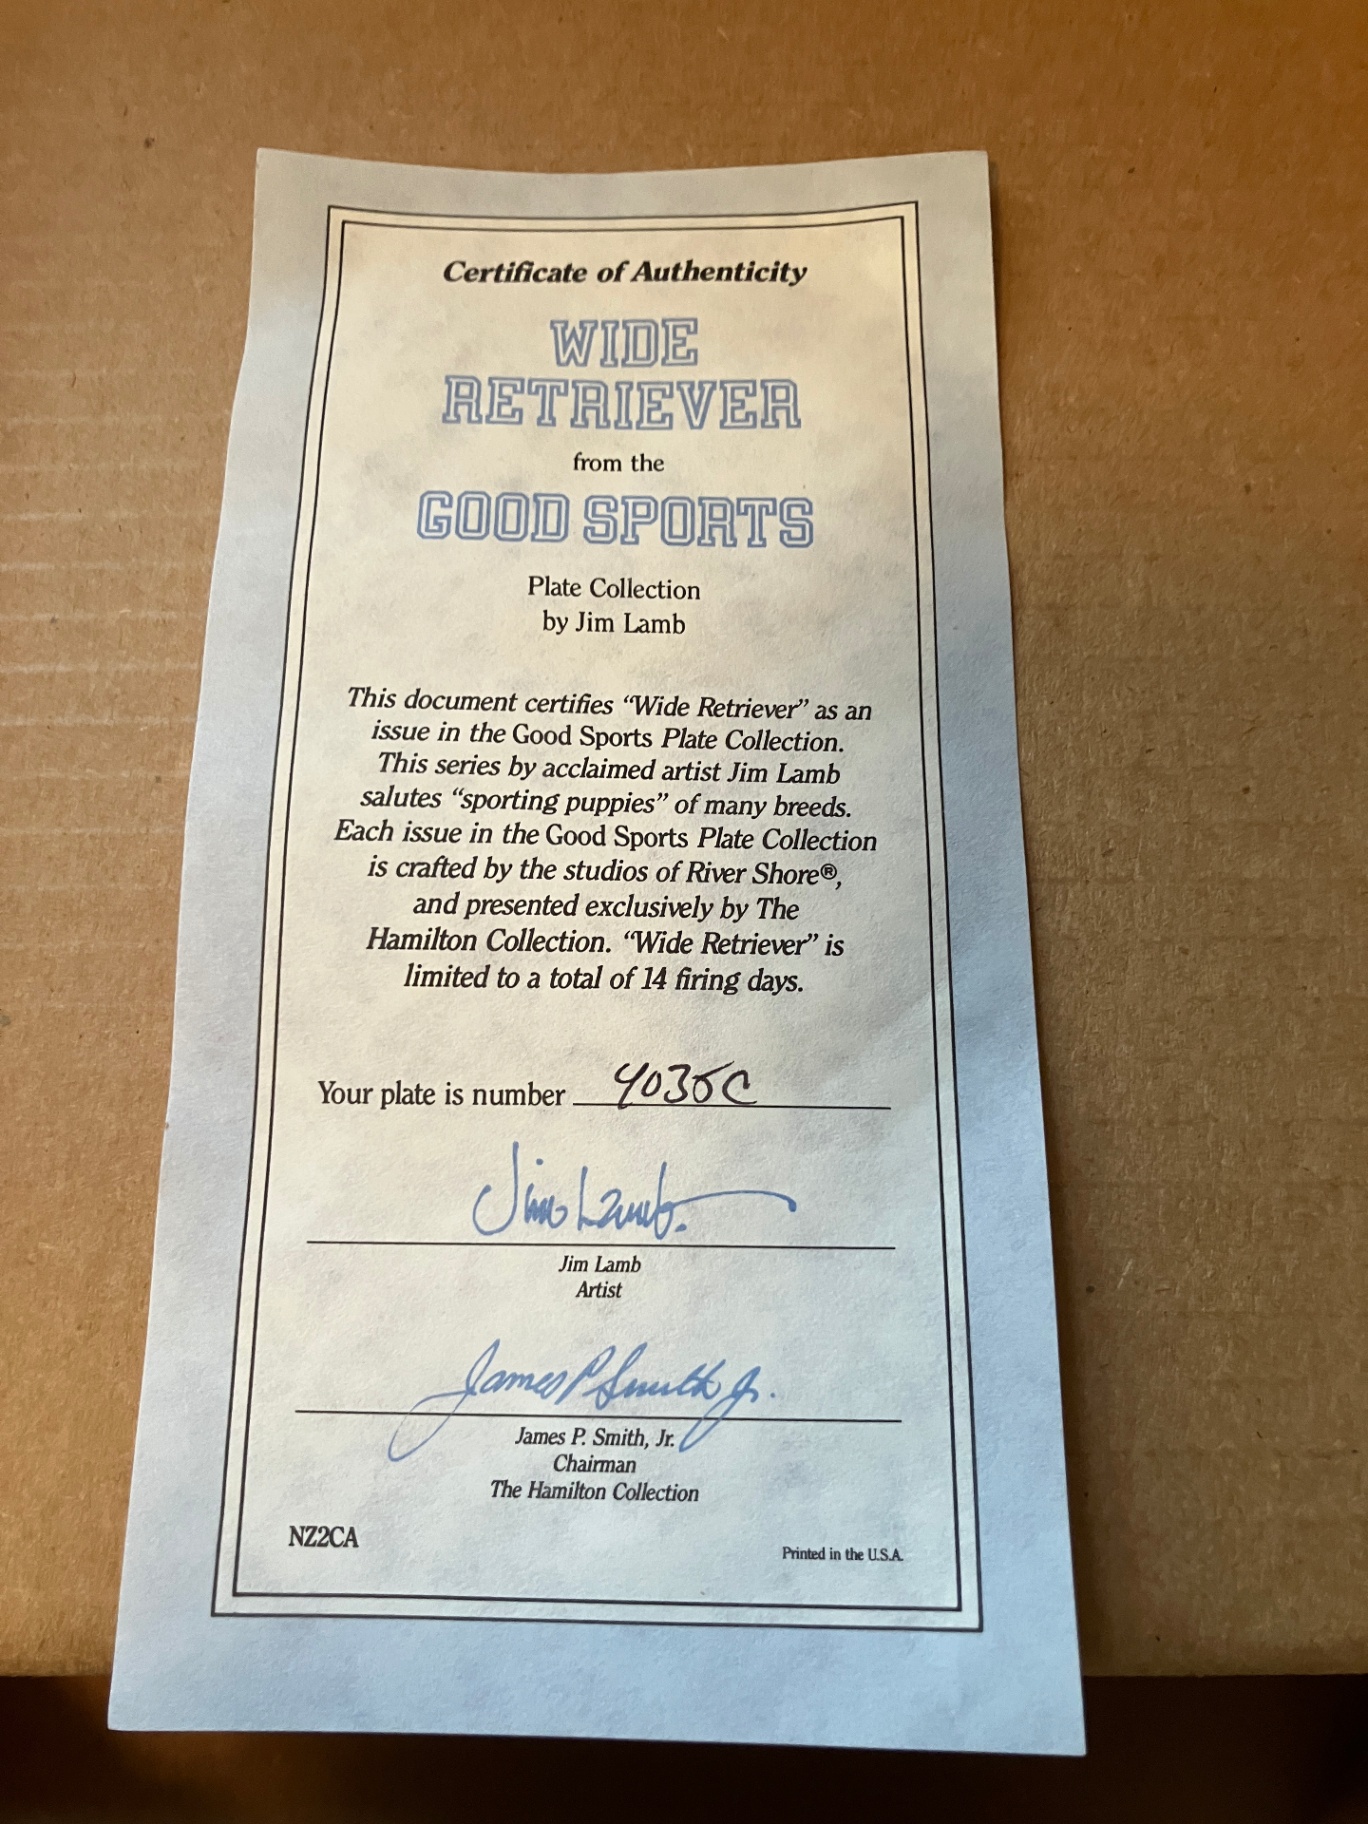 Certificate of Authenticity
WIDE
RETRIEVER
from the
GOOD SPORTS
Plate Collection
by Jim Lamb
This document certifies “Wide Retriever” as an
issue in the Good Sports Plate Collection.
This series by acclaimed artist Jim Lamb
salutes “sporting puppies” of many breeds.
Each issue in the Good Sports Plate Collection
is crafted by the studios of River Shore®,
and presented exclusively by The
Hamilton Collection. “Wide Retriever” is
limited to a total of 14 firing days.
Your plate is number 4035C
Jim Lamb
Jim Lamb
Artist
James P Smith Jr.
James P. Smith, Jr.
Chairman
The Hamilton Collection
NZ2CA
Printed in the U.S.A.